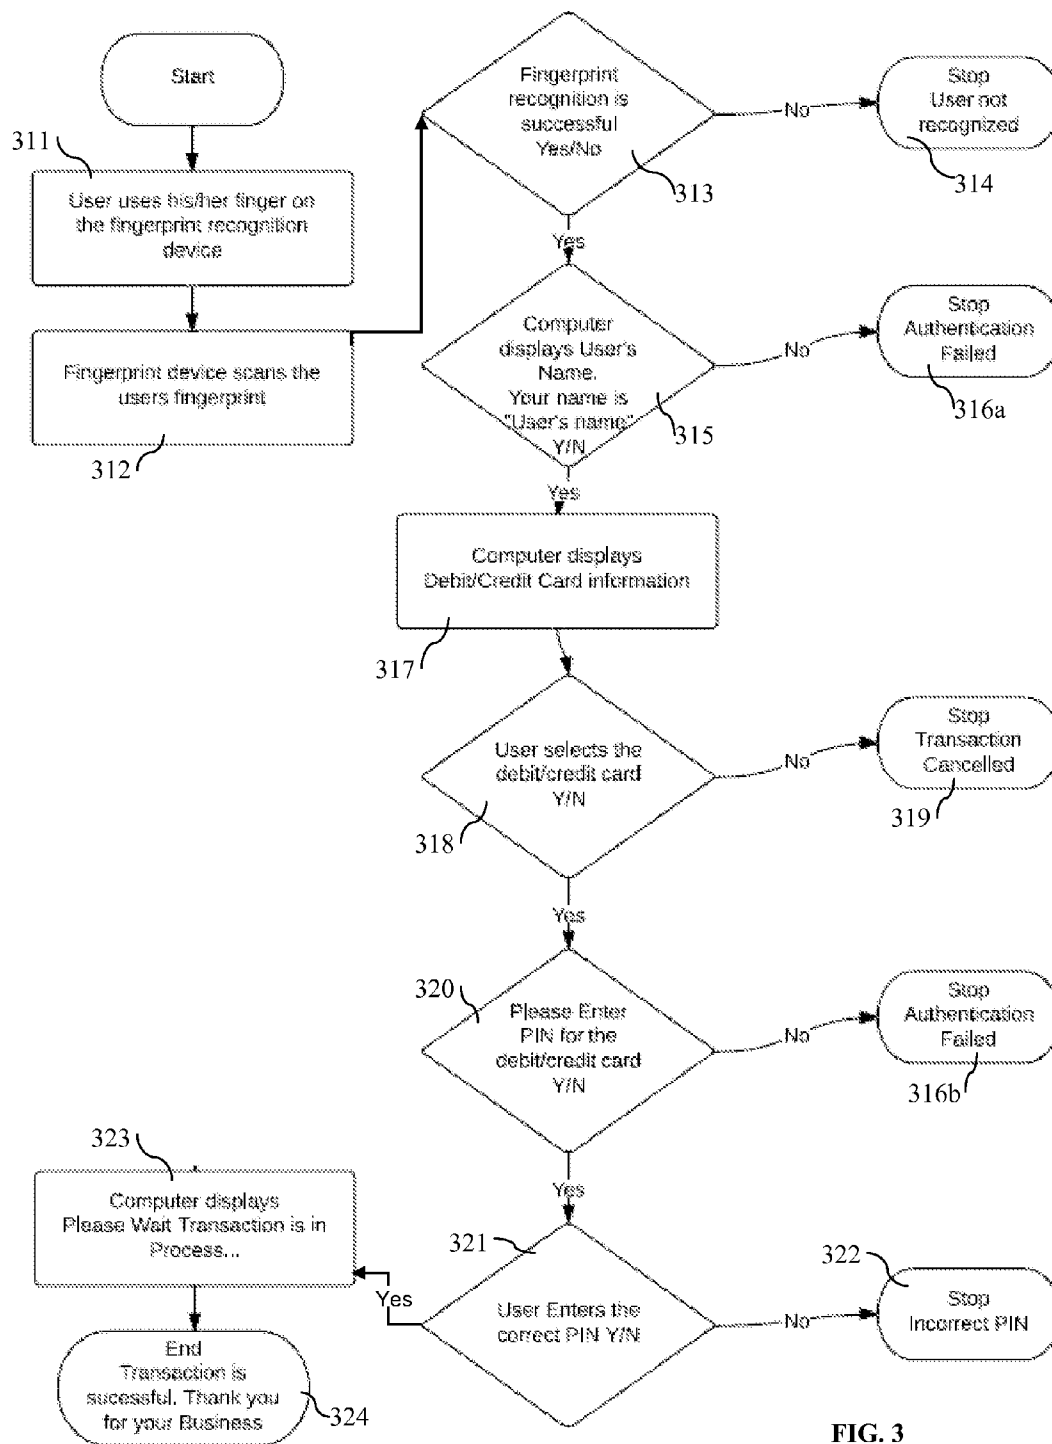 Start
311
User uses his/her finger on
the fingerprint recognition
device
Fingerprint device scans the
users fingerprint
312
Fingerprint
recognition is
successful
Yes/No
313
No
Stop
User not
recognized
314
Yes
Computer
displays User's
Name.
Your name is
"User's name"
Y/N
315
No
Stop
Authentication
Failed
316a
Yes
Computer displays
Debit/Credit Card information
317
User selects the
debit/credit card
Y/N
318
No
Stop
Transaction
Cancelled
319
Yes
320
Please Enter
PIN for the
debit/credit card
Y/N
No
Stop
Authentication
Failed
316b
Yes
321
User Enters the
correct PIN Y/N
No
322
Stop
Incorrect PIN
Yes
323
Computer displays
Please Wait Transaction is in
Process...
End
Transaction is
sucessful. Thank you
for your Business
324
FIG. 3